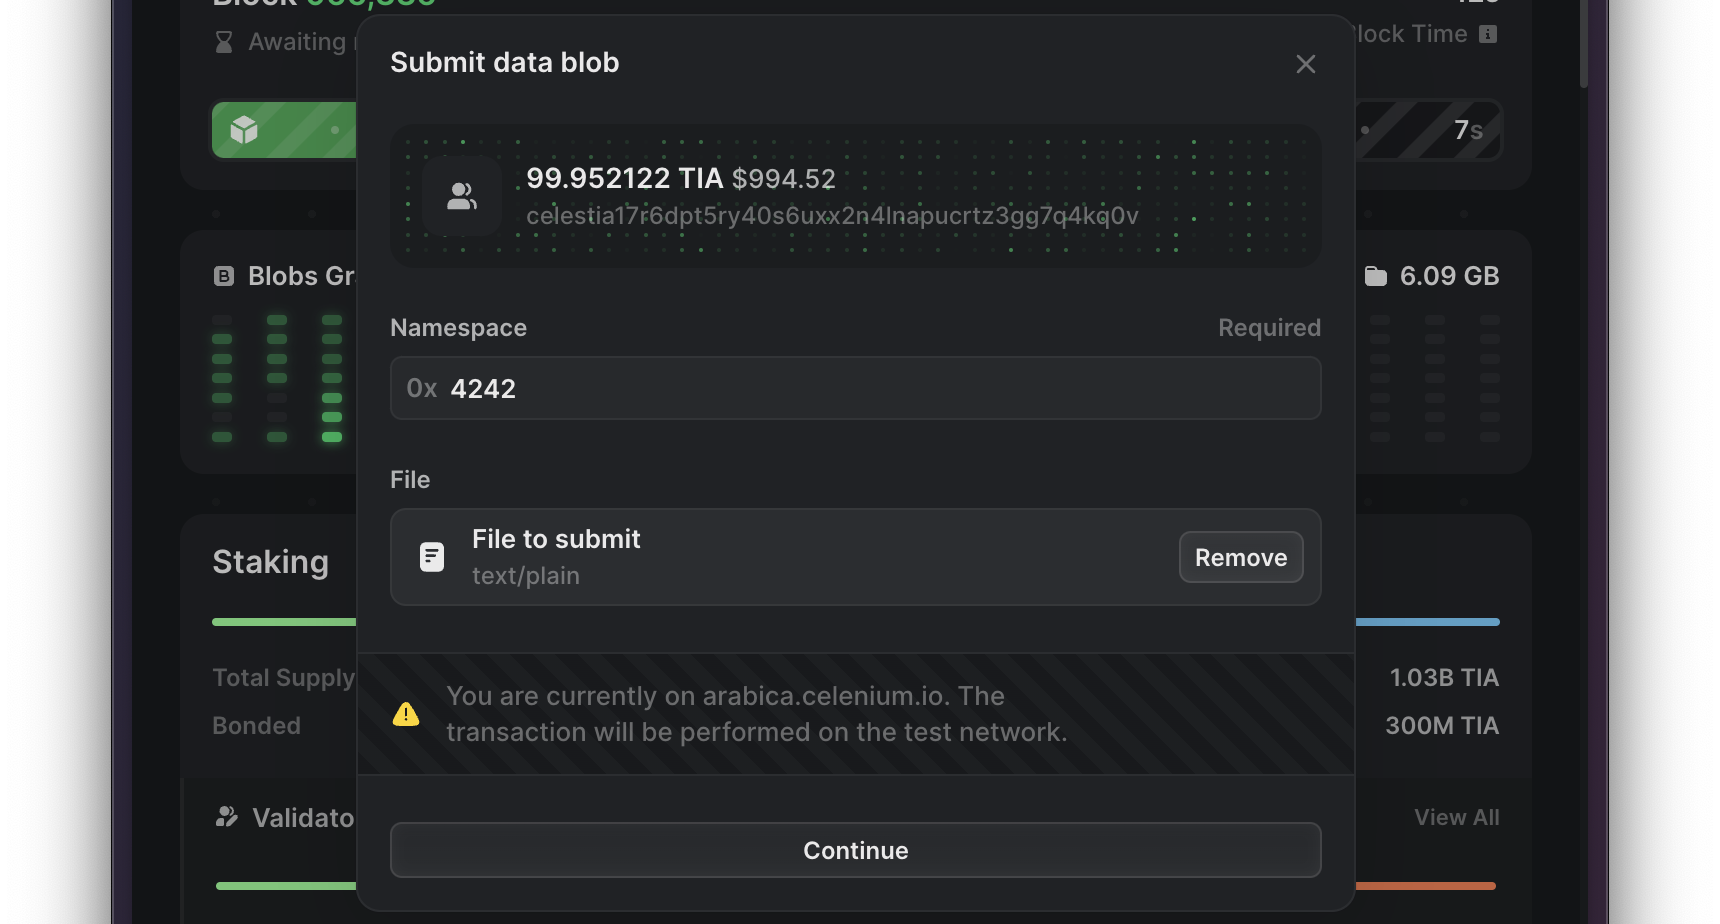 Block
Awaiting
Block Time
7s
Submit data blob
99.952122 TIA $994.52
celestia17r6dpt5ry40s6uxx2n4lnapucrtz3gg7q4kq0v
Blobs Gr
6.09 GB
Namespace
Required
0x 4242
File
File to submit
text/plain
Remove
Staking
Total Supply
1.03B TIA
Bonded
300M TIA
You are currently on arabica.celenium.io. The
transaction will be performed on the test network.
Validato
View All
Continue